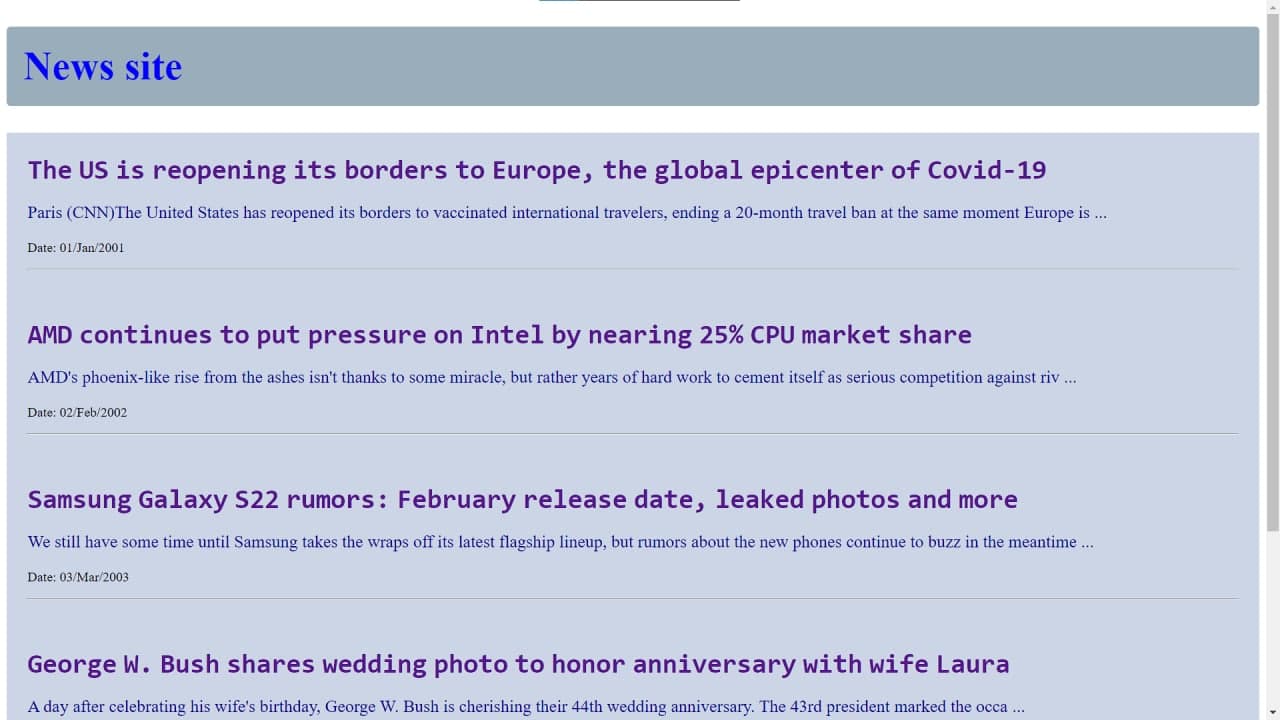 News site
The US is reopening its borders to Europe, the global epicenter of Covid-19
Paris (CNN)The United States has reopened its borders to vaccinated international travelers, ending a 20-month travel ban at the same moment Europe is ...
Date: 01/Jan/2001
AMD continues to put pressure on Intel by nearing 25% CPU market share
AMD's phoenix-like rise from the ashes isn't thanks to some miracle, but rather years of hard work to cement itself as serious competition against riv ...
Date: 02/Feb/2002
Samsung Galaxy S22 rumors: February release date, leaked photos and more
We still have some time until Samsung takes the wraps off its latest flagship lineup, but rumors about the new phones continue to buzz in the meantime ...
Date: 03/Mar/2003
George W. Bush shares wedding photo to honor anniversary with wife Laura
A day after celebrating his wife's birthday, George W. Bush is cherishing their 44th wedding anniversary. The 43rd president marked the occa ...